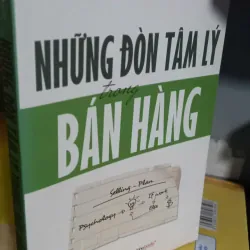 NHỮNG ĐÒN TÂM LÝ
trong
BÁN HÀNG
Selling - Plan
Psychology +